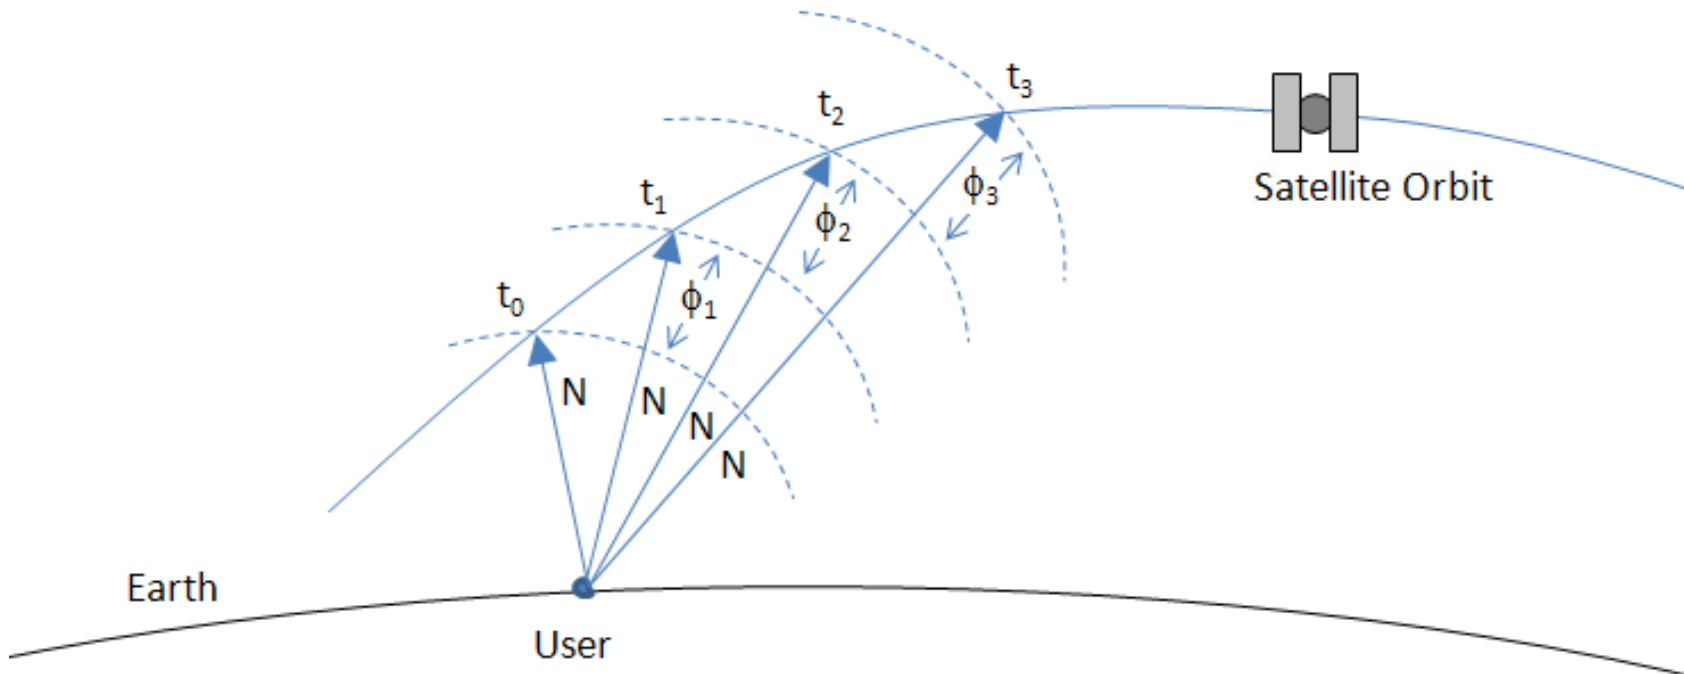 t₃
t₂
Satellite Orbit
ϕ₃
t₁
ϕ₂
t₀
ϕ₁
N
N
N
N
Earth
User